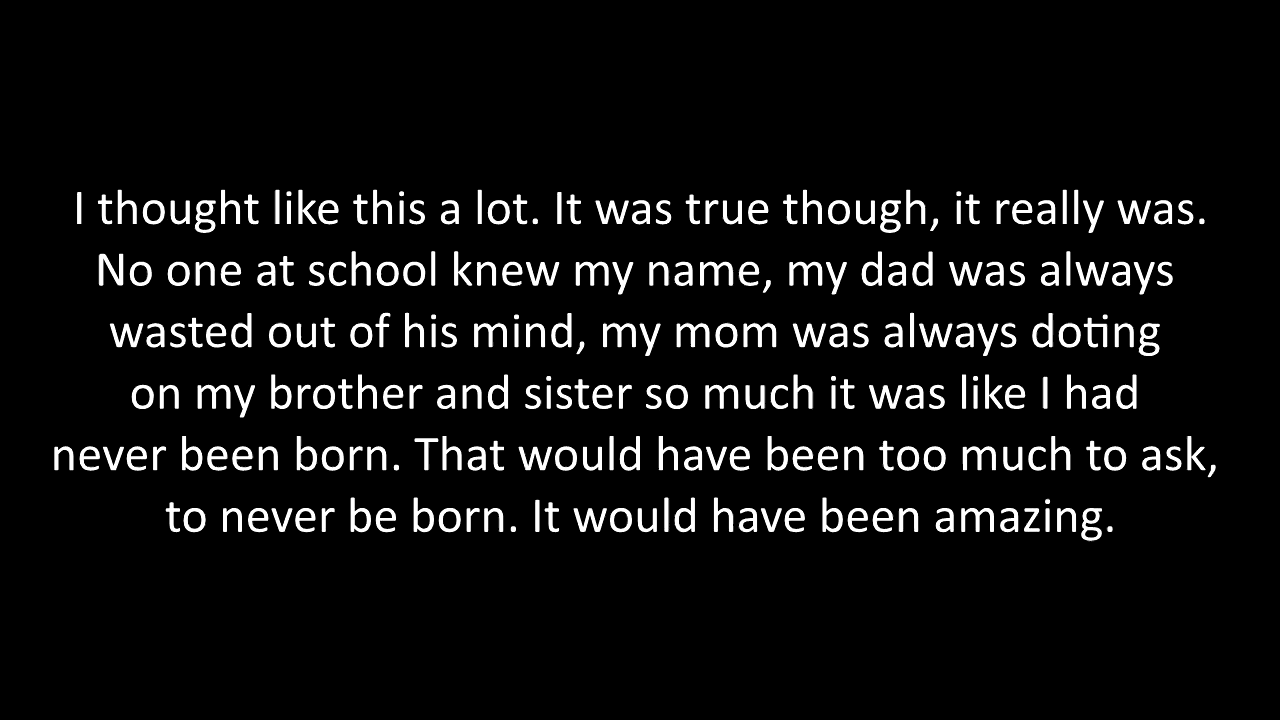 I thought like this a lot. It was true though, it really was.
No one at school knew my name, my dad was always
wasted out of his mind, my mom was always doting
on my brother and sister so much it was like I had
never been born. That would have been too much to ask,
to never be born. It would have been amazing.